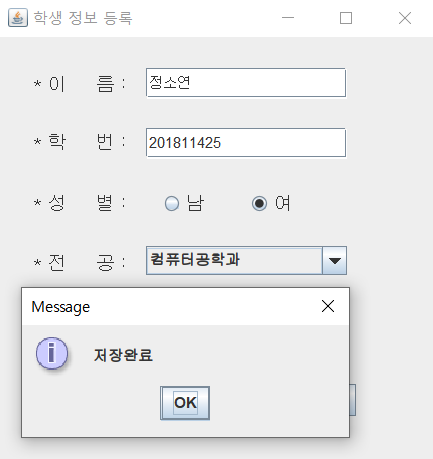 학생 정보 등록
* 이 름 : 정소연
* 학 번 : 201811425
* 성 별 : 남 여
* 전 공 : 컴퓨터공학과
Message
저장완료
OK